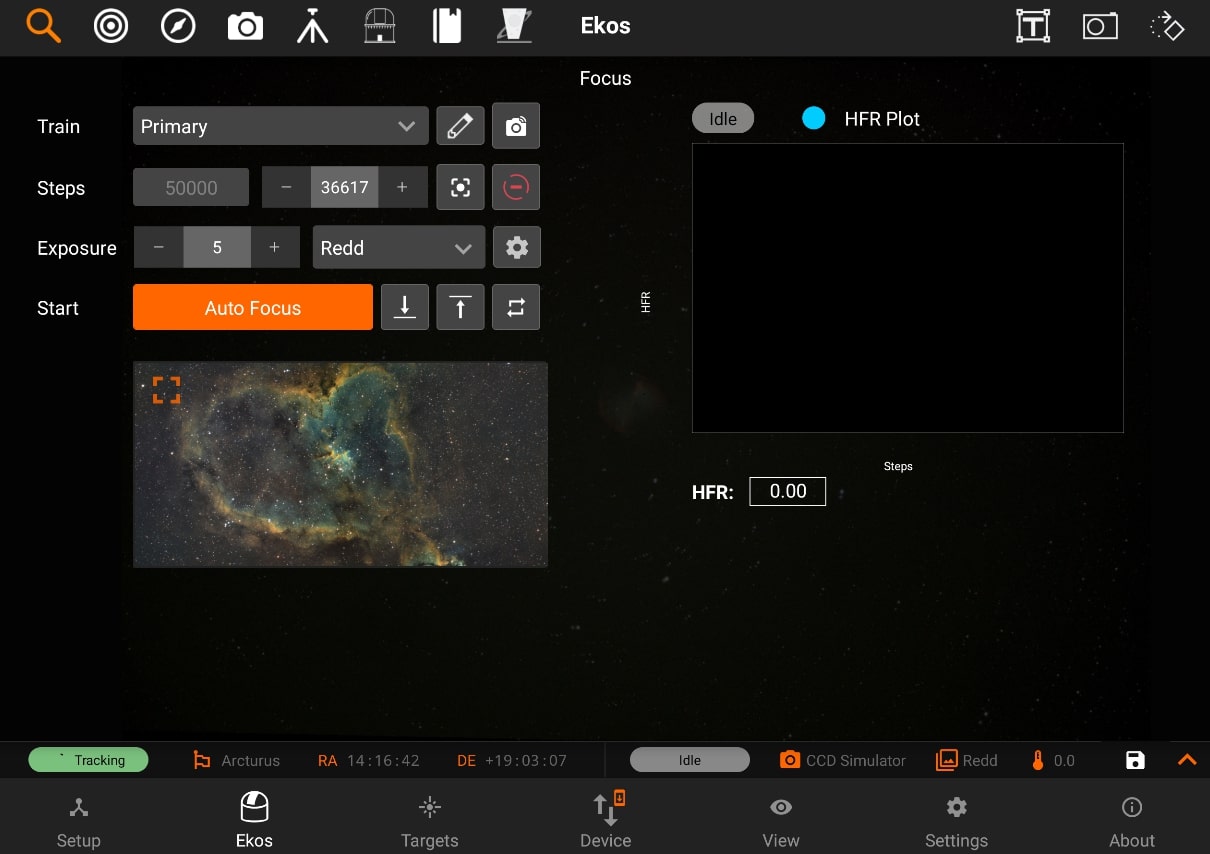 Ekos
T
Focus
Train
Primary
Idle
HFR Plot
Steps
50000
−
36617
+
Exposure
−
5
+
Redd
Start
Auto Focus
HFR
Steps
HFR:
0.00
Tracking
Arcturus
RA 14:16:42
DE +19:03:07
Idle
CCD Simulator
Redd
0.0
Setup
Ekos
Targets
Device
View
Settings
About